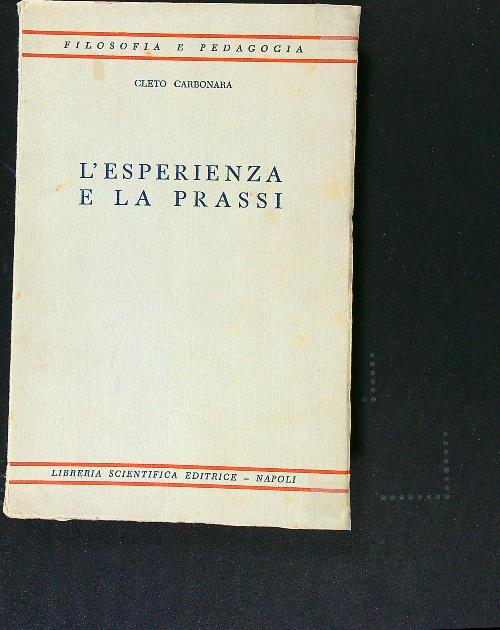 FILOSOFIA E PEDAGOGIA
CLETO CARBONARA
L'ESPERIENZA
E LA PRASSI
LIBRERIA SCIENTIFICA EDITRICE - NAPOLI